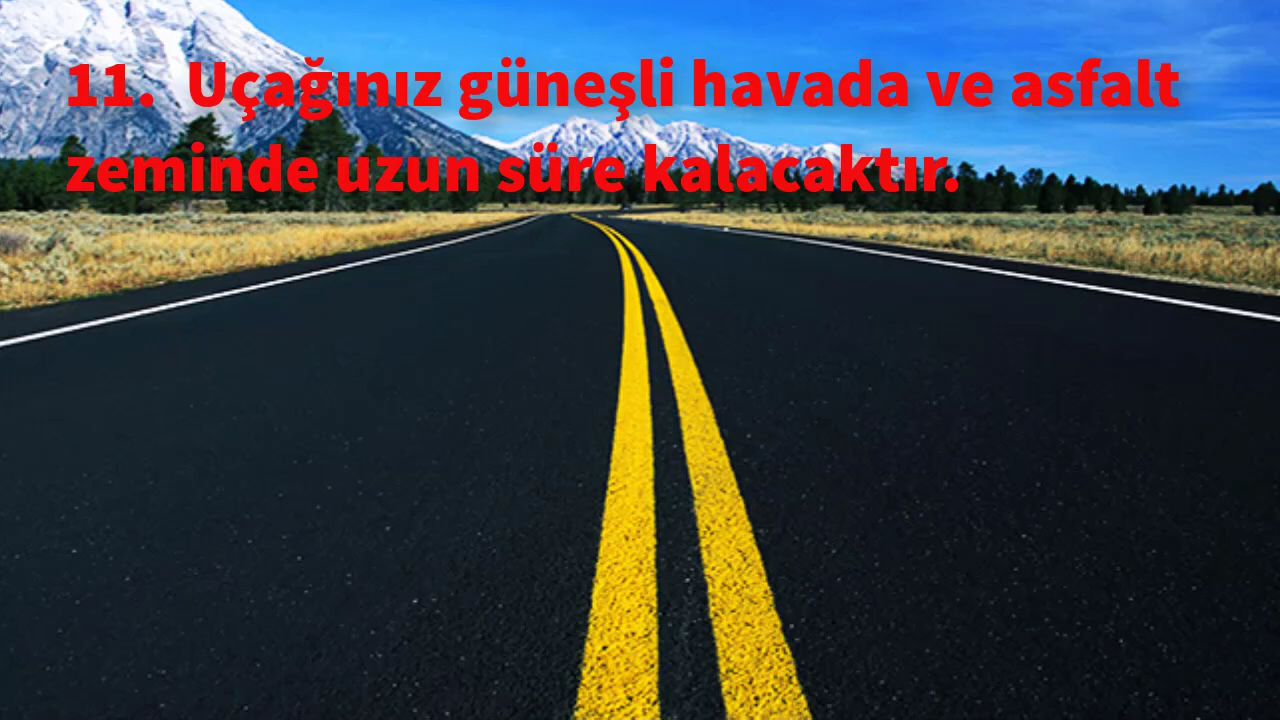 11.  Uçağınız güneşli havada ve asfalt
zeminde uzun süre kalacaktır.